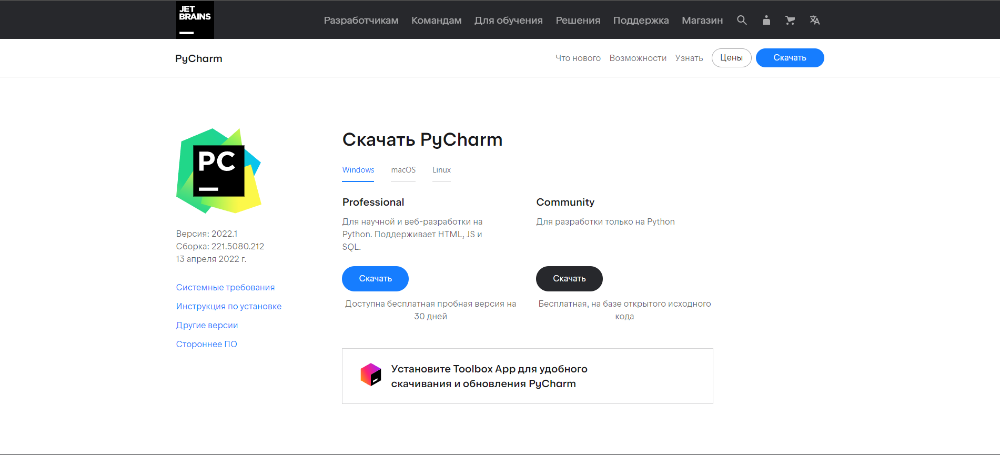 JET
BRAINS
Разработчикам Командам Для обучения Решения Поддержка Магазин
PyCharm
Что нового Возможности Узнать Цены Скачать
PC
Версия: 2022.1
Сборка: 221.5080.212
13 апреля 2022 г.
Системные требования
Инструкция по установке
Другие версии
Стороннее ПО
Скачать PyCharm
Windows macOS Linux
Professional
Для научной и веб-разработки на
Python. Поддерживает HTML, JS и
SQL.
Скачать
Доступна бесплатная пробная версия на
30 дней
Community
Для разработки только на Python
Скачать
Бесплатная, на базе открытого исходного
кода
Установите Toolbox App для удобного
скачивания и обновления PyCharm